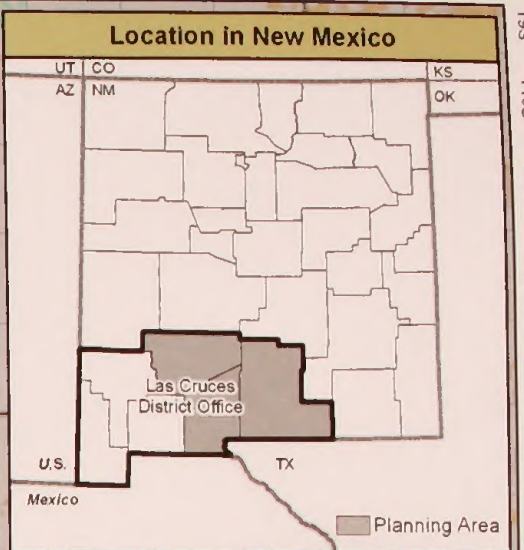 Location in New Mexico
UT CO
KS
AZ NM
OK
Las Cruces
District Office
U.S.
TX
Mexico
Planning Area